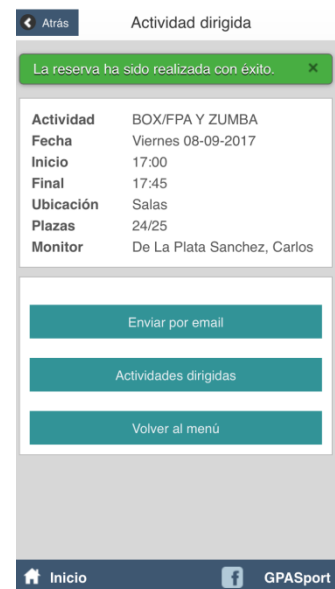 Atrás Actividad dirigida
La reserva ha sido realizada con éxito. ×
Actividad BOX/FPA Y ZUMBA
Fecha Viernes 08-09-2017
Inicio 17:00
Final 17:45
Ubicación Salas
Plazas 24/25
Monitor De La Plata Sanchez, Carlos
Enviar por email
Actividades dirigidas
Volver al menú
Inicio f GPASport